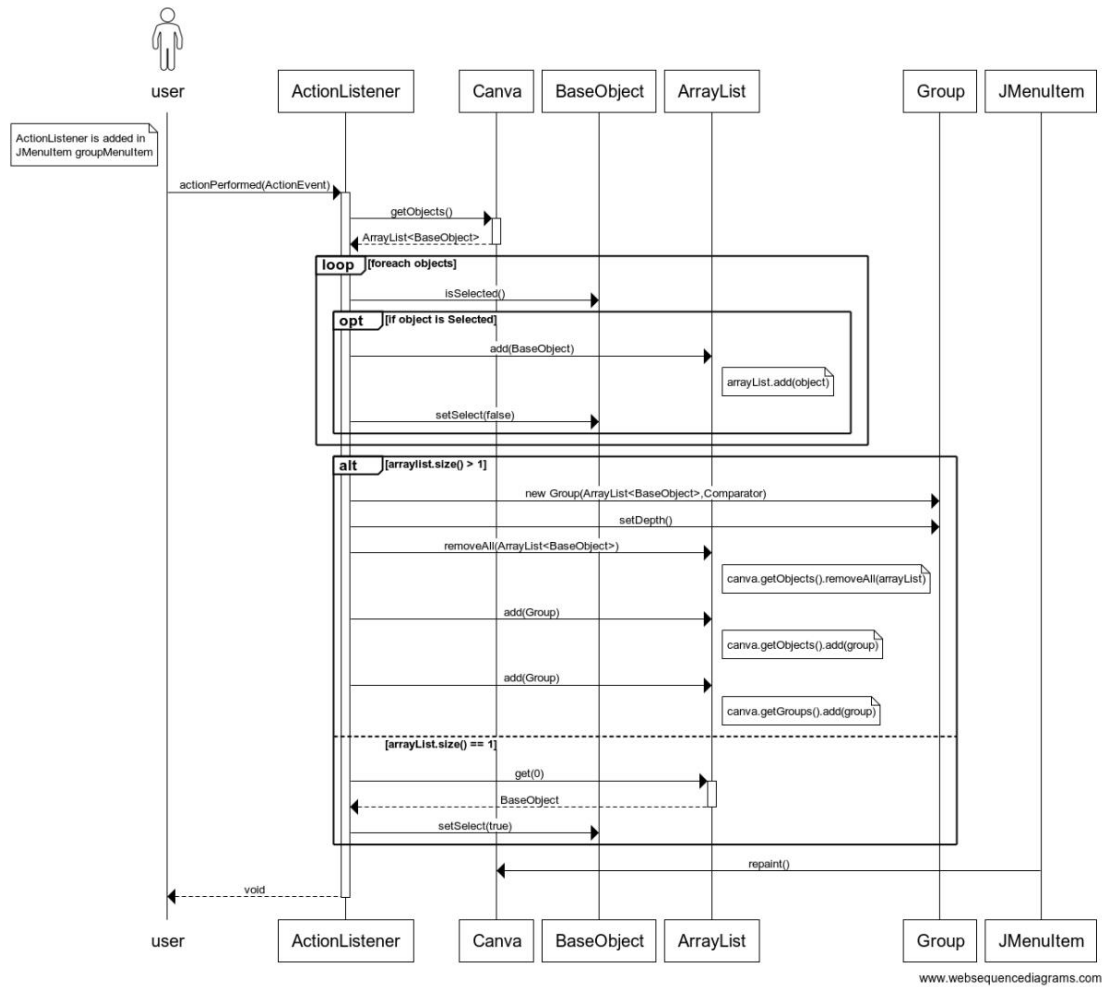 user
ActionListener
Canva
BaseObject
ArrayList
Group
JMenuItem
ActionListener is added in
JMenuItem groupMenuItem
actionPerformed(ActionEvent)
getObjects()
ArrayList<BaseObject>
loop
[foreach objects]
isSelected()
opt
[if object is Selected]
add(BaseObject)
arrayList.add(object)
setSelect(false)
alt
[arraylist.size() > 1]
new Group(ArrayList<BaseObject>,Comparator)
setDepth()
removeAll(ArrayList<BaseObject>)
canva.getObjects().removeAll(arrayList)
add(Group)
canva.getObjects().add(group)
add(Group)
canva.getGroups().add(group)
[arrayList.size() == 1]
get(0)
BaseObject
setSelect(true)
repaint()
void
user
ActionListener
Canva
BaseObject
ArrayList
Group
JMenuItem
www.websequencediagrams.com